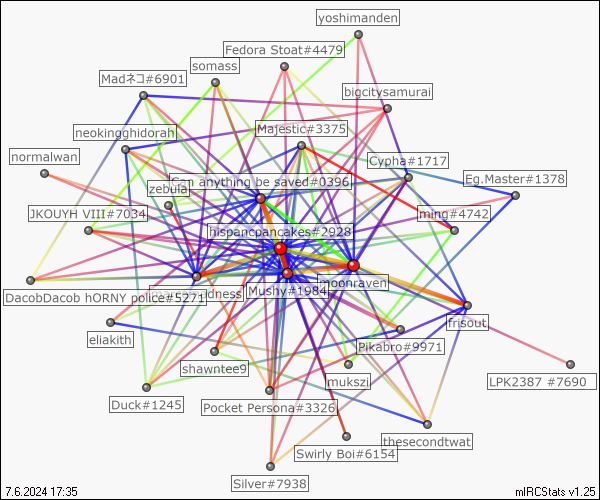 yoshimanden
Fedora Stoat#4479
somass
Madネコ#6901
bigcitysamurai
Majestic#3375
neokingghidorah
normalwan
Cypha#1717
Can anything be saved#0396
Eg.Master#1378
zebula
JKOUYH VIII#7034
ming#4742
hispanicpancakes#2928
moonraven
Mushy#1984
DacobDacob hORNY police#5271
dness
frisout
eliakith
Pikabro#9971
shawntee9
mukszi
LPK2387 #7690
Duck#1245
Pocket Persona#3326
thesecondtwat
Swirly Boi#6154
Silver#7938
7.6.2024 17:35
mIRCStats v1.25